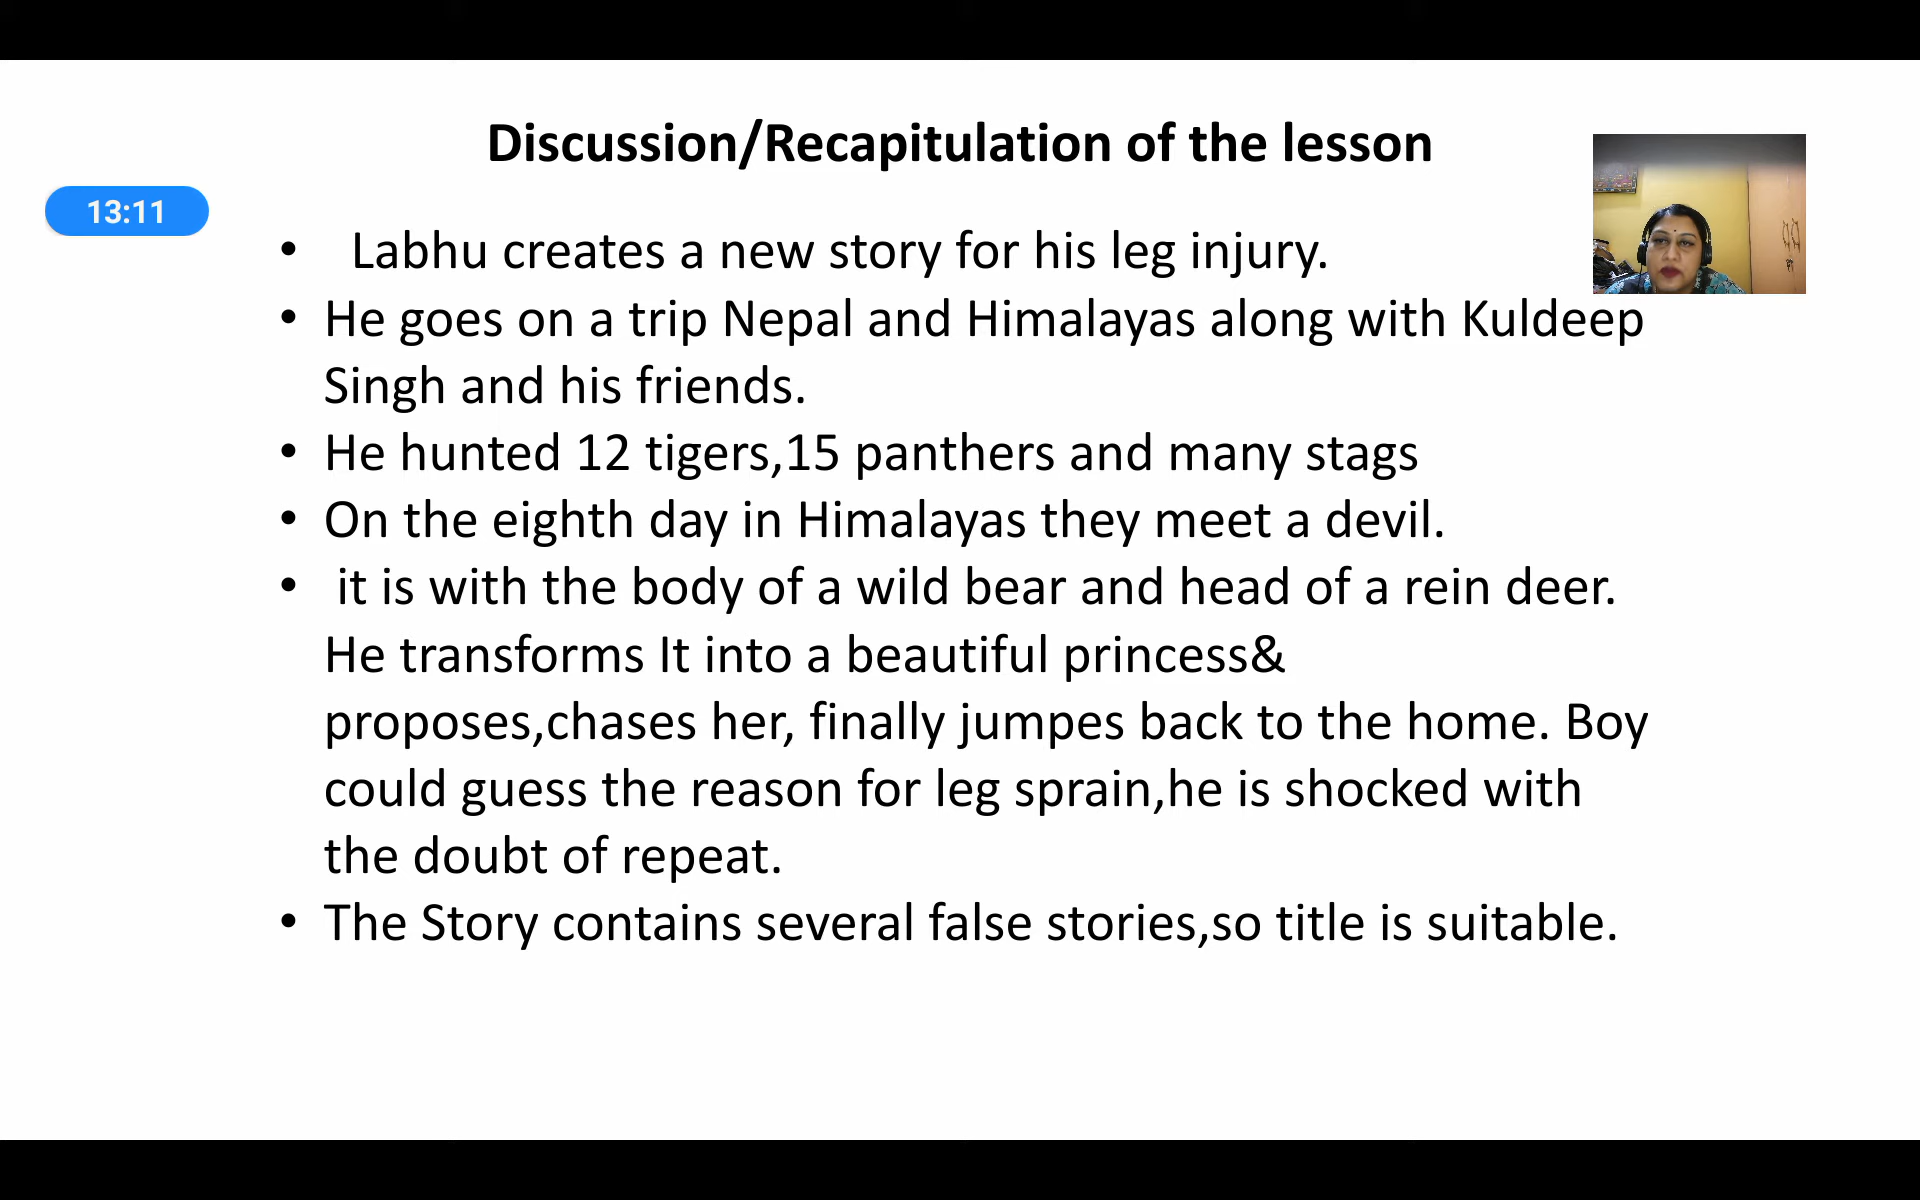 Discussion/Recapitulation of the lesson
13:11
• Labhu creates a new story for his leg injury.
• He goes on a trip Nepal and Himalayas along with Kuldeep
Singh and his friends.
• He hunted 12 tigers,15 panthers and many stags
• On the eighth day in Himalayas they meet a devil.
• it is with the body of a wild bear and head of a rein deer.
He transforms It into a beautiful princess&
proposes,chases her, finally jumpes back to the home. Boy
could guess the reason for leg sprain,he is shocked with
the doubt of repeat.
• The Story contains several false stories,so title is suitable.